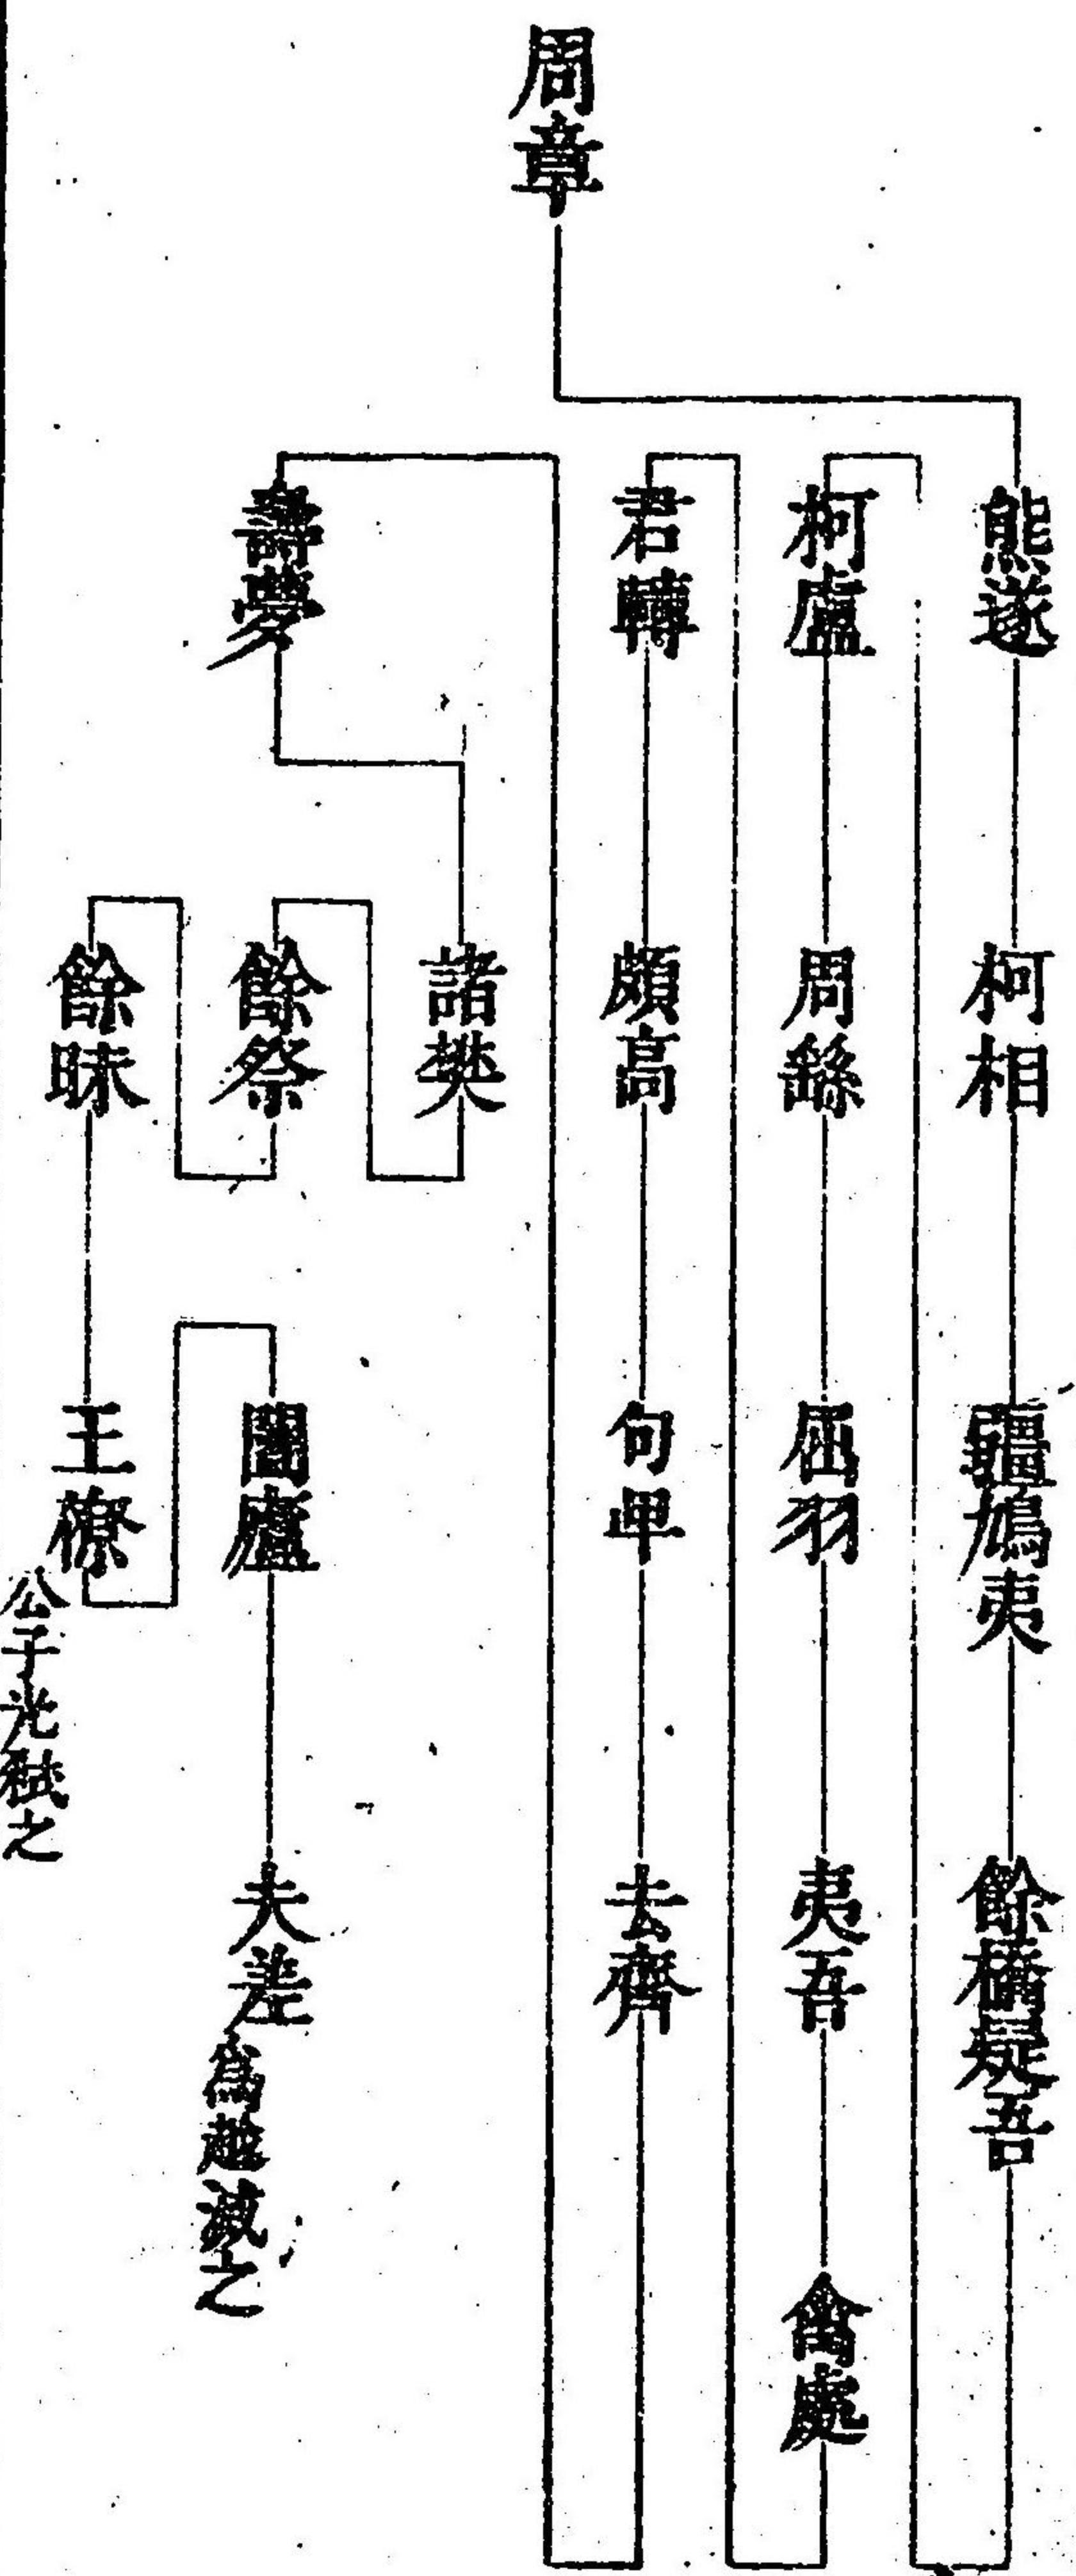 周章
熊遂
柯相
彊鳩夷
餘橋疑吾
柯盧
周繇
屈羽
夷吾
禽處
君轉
頗高
句卑
去齊
壽夢
諸樊
餘祭
餘昧
王僚
公子光弒之
闔廬
夫差
爲越滅之